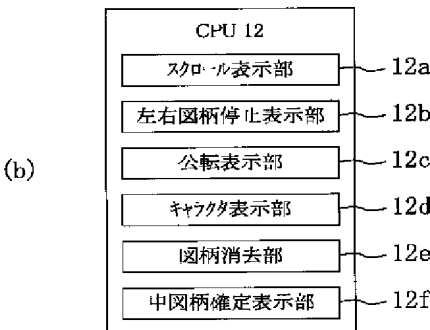 CPU 12
スクロール表示部 12a
左右図柄停止表示部 12b
(b)
公転表示部 12c
キャラクタ表示部 12d
図柄消去部 12e
中図柄確定表示部 12f